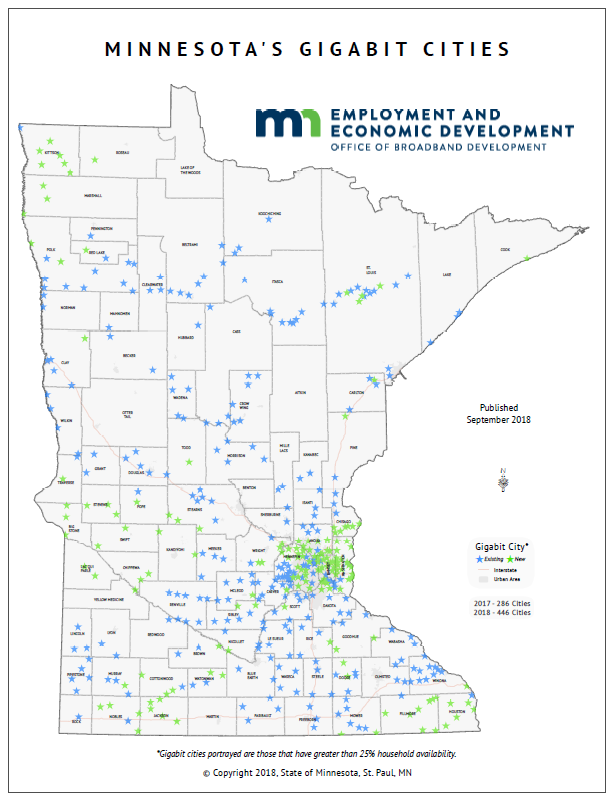 MINNESOTA'S GIGABIT CITIES
mn EMPLOYMENT AND
ECONOMIC DEVELOPMENT
OFFICE OF BROADBAND DEVELOPMENT
KITTSON
ROSEAU
LAKE OF
THE WOODS
MARSHALL
KOOCHICHING
PENNINGTON
POLK
RED LAKE
BELTRAMI
COOK
ST.
LOUIS
LAKE
CLEARWATER
ITASCA
NORMAN
MAHNOMEN
HUBBARD
CASS
CLAY
BECKER
WADENA
CROW
WING
AITKIN
CARLTON
WILKIN
OTTER
TAIL
Published
September 2018
TODD
MORRISON
MILLE
LACS
KANABEC
PINE
GRANT
DOUGLAS
TRAVERSE
BENTON
N
STEVENS
POPE
STEARNS
SHERBURNE
ISANTI
CHISAGO
BIG
STONE
SWIFT
KANDIYOHI
MEEKER
WRIGHT
ANOKA
HENNEPIN
Gigabit City*
Existing New
Interstate
Urban Area
LAC QUI
PARLE
CHIPPEWA
MCLEOD
CARVER
SCOTT
DAKOTA
YELLOW MEDICINE
RENVILLE
SIBLEY
2017 - 286 Cities
2018 - 446 Cities
LINCOLN
LYON
REDWOOD
NICOLLET
LE SUEUR
RICE
GOODHUE
WABASHA
BROWN
PIPESTONE
MURRAY
COTTONWOOD
WATONWAN
BLUE
EARTH
WASECA
STEELE
DODGE
OLMSTED
WINONA
ROCK
NOBLES
JACKSON
MARTIN
FARIBAULT
FREEBORN
MOWER
FILLMORE
HOUSTON
*Gigabit cities portrayed are those that have greater than 25% household availability.
© Copyright 2018, State of Minnesota, St. Paul, MN